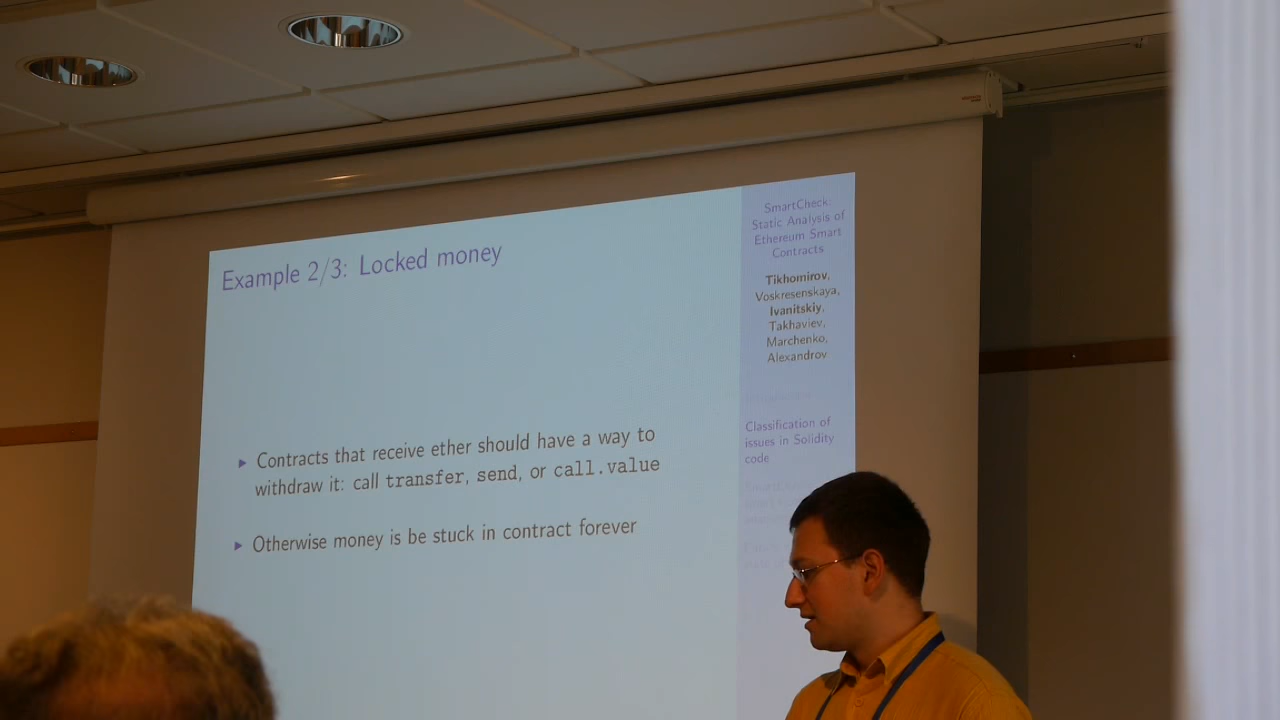 Example 2/3: Locked money
Contracts that receive ether should have a way to
withdraw it: call transfer, send, or call.value
Otherwise money is be stuck in contract forever
SmartCheck:
Static Analysis of
Ethereum Smart
Contracts
Tikhomirov,
Voskresenskaya,
Ivanitskiy,
Takhaviev,
Marchenko,
Alexandrov
Classification of
issues in Solidity
code